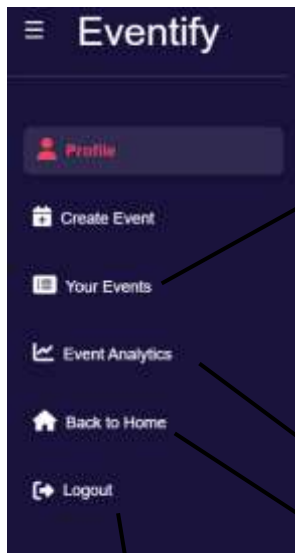 Eventify
Profile
Create Event
Your Events
Event Analytics
Back to Home
Logout